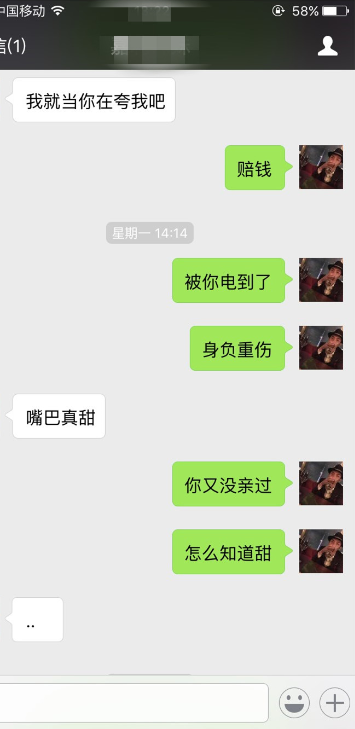 中国移动 58%
信(1)
我就当你在夸我吧
赔钱
星期一 14:14
被你电到了
身负重伤
嘴巴真甜
你又没亲过
怎么知道甜
..